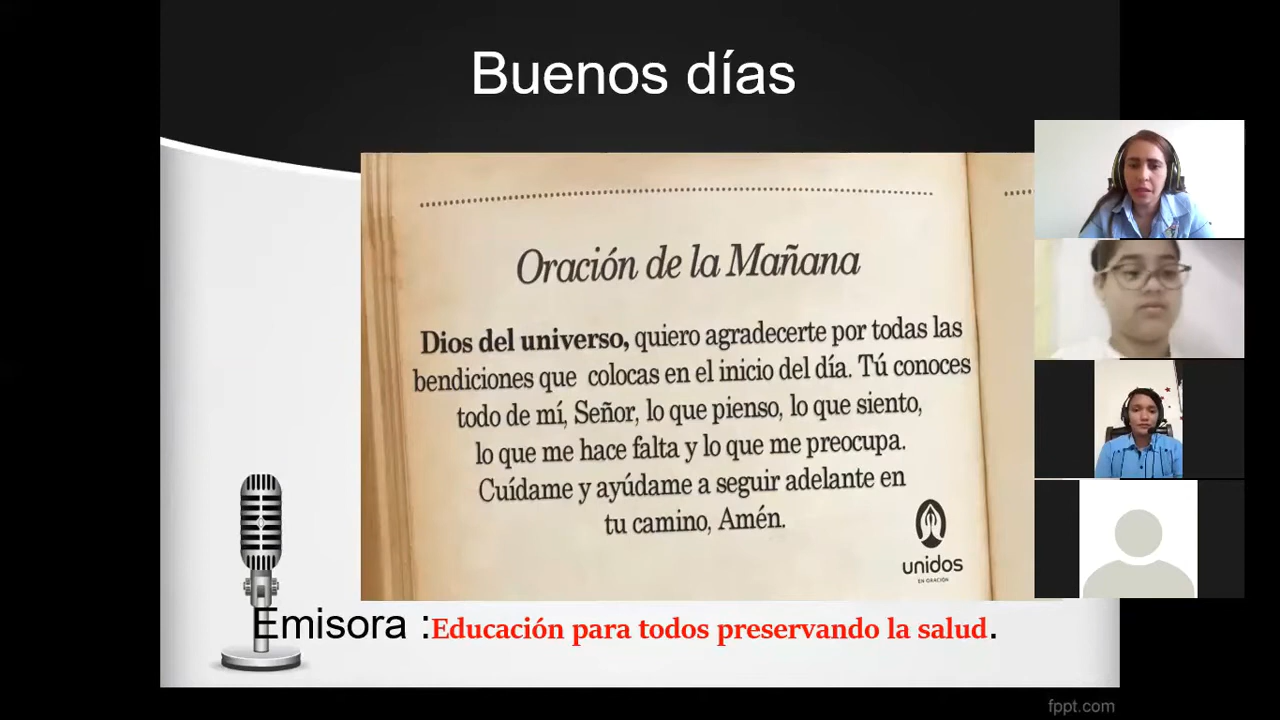 Buenos días
Oración de la Mañana
Dios del universo, quiero agradecerte por todas las
bendiciones que colocas en el inicio del día. Tú conoces
todo de mí, Señor, lo que pienso, lo que siento,
lo que me hace falta y lo que me preocupa.
Cuídame y ayúdame a seguir adelante en
tu camino, Amén.
unidos
EN ORACIÓN
Emisora :Educación para todos preservando la salud.
fppt.com